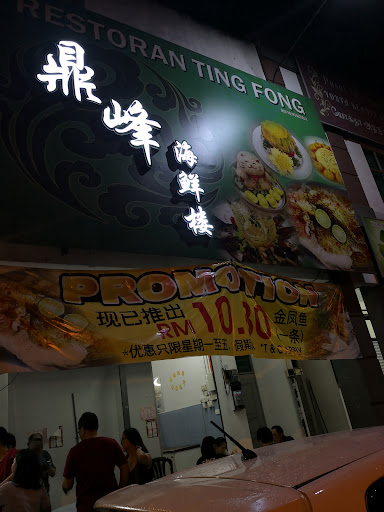 RESTORAN TING FONG
鼎峰
海鲜楼
PROMOTION
现已推出
RM 10.30
金凤鱼
(一条)
*优惠只限星期一至五
*T & C APPLY